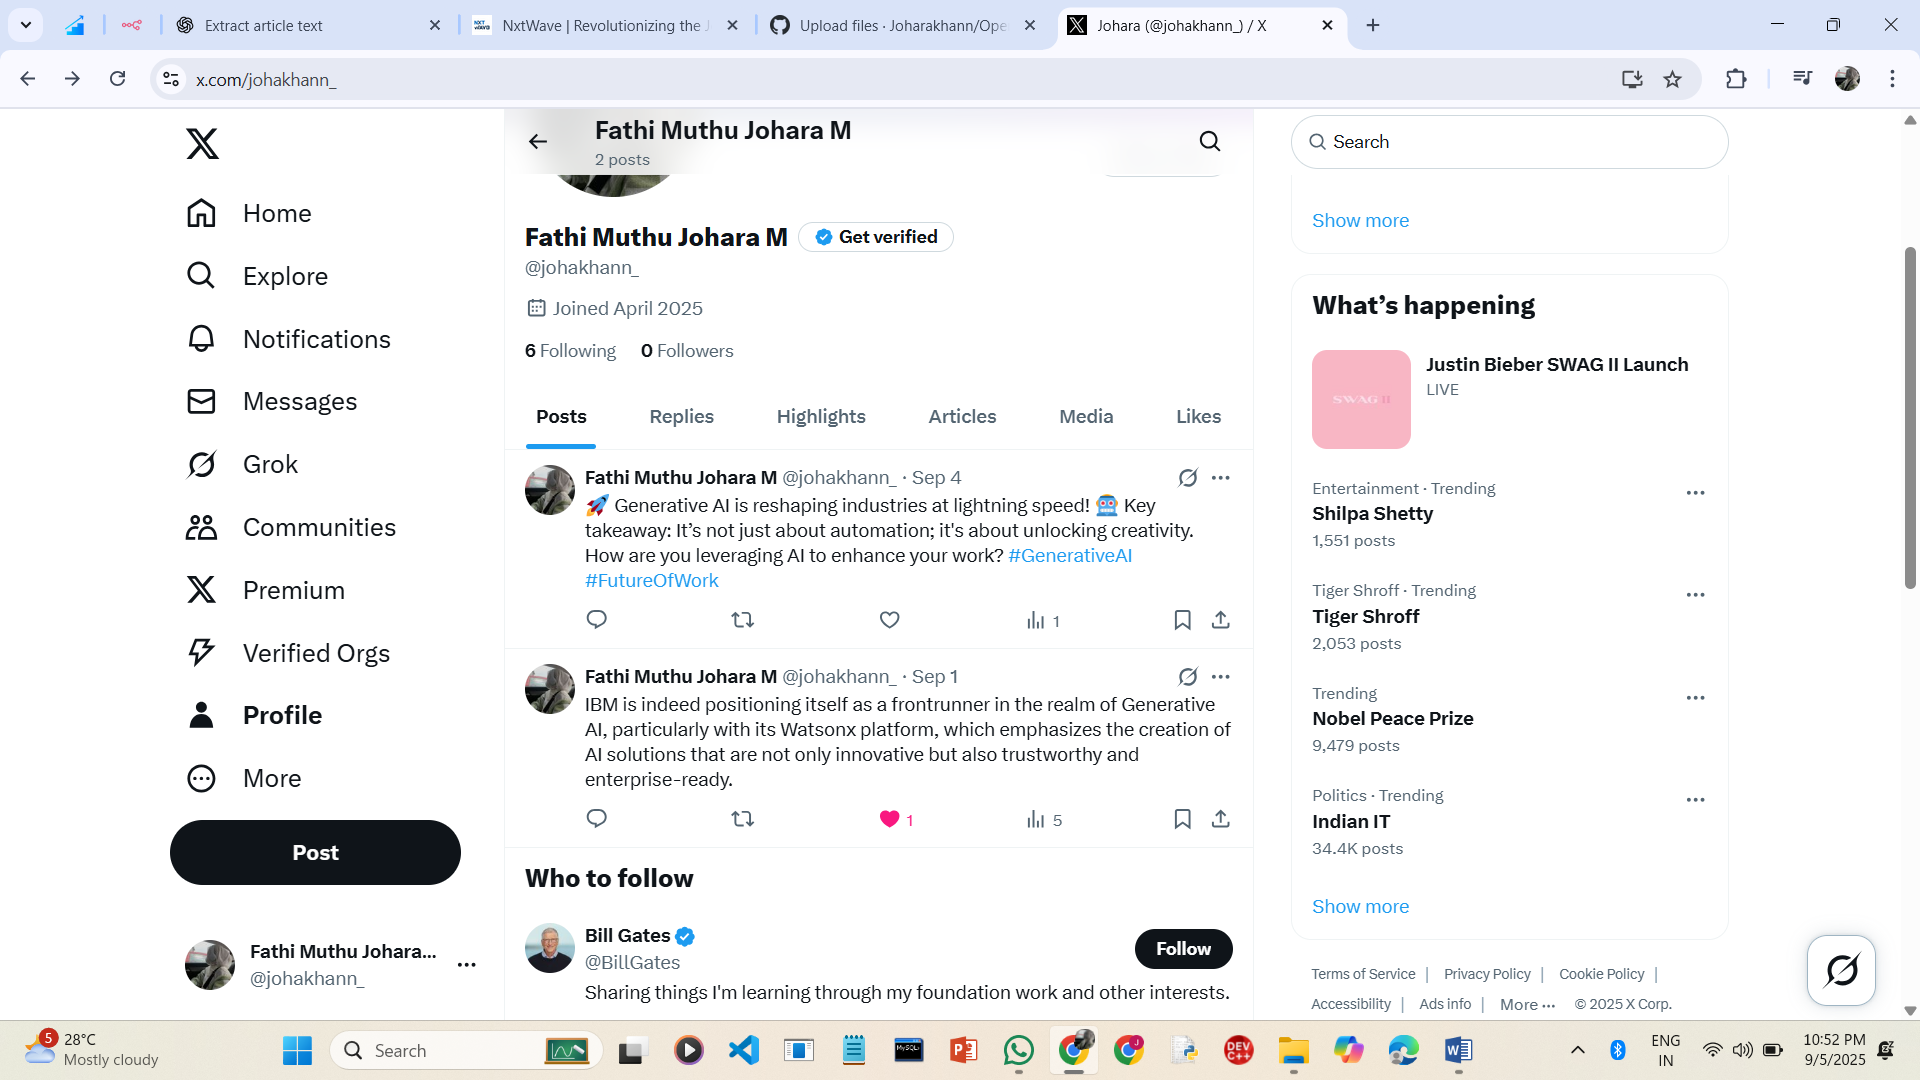 Extract article text
NxtWave | Revolutionizing the J
Upload files · Joharakhann/Ope
Johara (@johakhann_) / X
x.com/johakhann_
Home
Explore
Notifications
Messages
Grok
Communities
Premium
Verified Orgs
Profile
More
Post
Fathi Muthu Johara...
@johakhann_
Fathi Muthu Johara M
2 posts
Fathi Muthu Johara M
Get verified
@johakhann_
Joined April 2025
6 Following 0 Followers
Posts Replies Highlights Articles Media Likes
Fathi Muthu Johara M @johakhann_ · Sep 4
🚀 Generative AI is reshaping industries at lightning speed! 🤖 Key
takeaway: It’s not just about automation; it's about unlocking creativity.
How are you leveraging AI to enhance your work? #GenerativeAI
#FutureOfWork
1
Fathi Muthu Johara M @johakhann_ · Sep 1
IBM is indeed positioning itself as a frontrunner in the realm of Generative
AI, particularly with its Watsonx platform, which emphasizes the creation of
AI solutions that are not only innovative but also trustworthy and
enterprise-ready.
1 5
Who to follow
Bill Gates
@BillGates
Follow
Sharing things I'm learning through my foundation work and other interests.
Search
Show more
What’s happening
SWAG II
Justin Bieber SWAG II Launch
LIVE
Entertainment · Trending
Shilpa Shetty
1,551 posts
Tiger Shroff · Trending
Tiger Shroff
2,053 posts
Trending
Nobel Peace Prize
9,479 posts
Politics · Trending
Indian IT
34.4K posts
Show more
Terms of Service | Privacy Policy | Cookie Policy |
Accessibility | Ads info | More ··· © 2025 X Corp.
5
28°C
Mostly cloudy
Search
ENG
IN
10:52 PM
9/5/2025